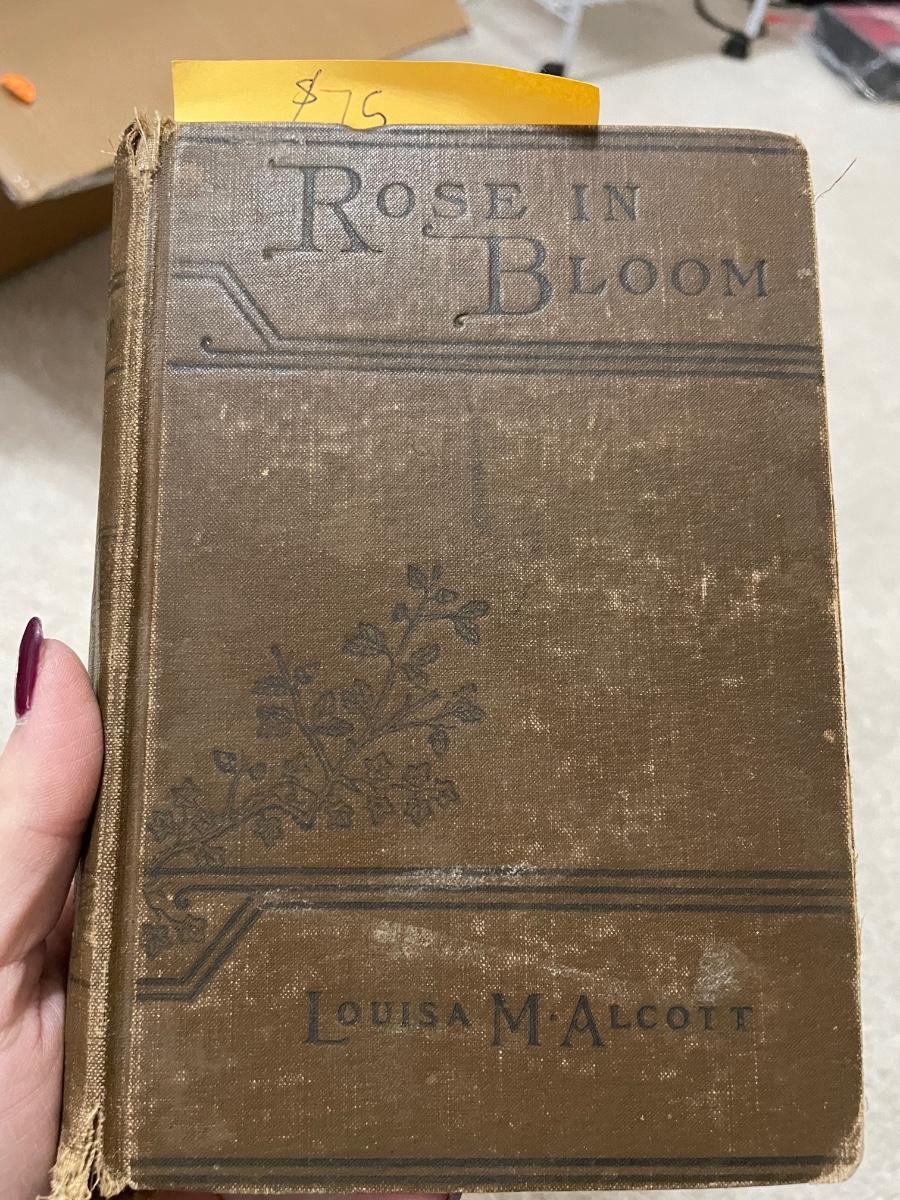 $75
ROSE IN
BLOOM
LOUISA M. ALCOTT